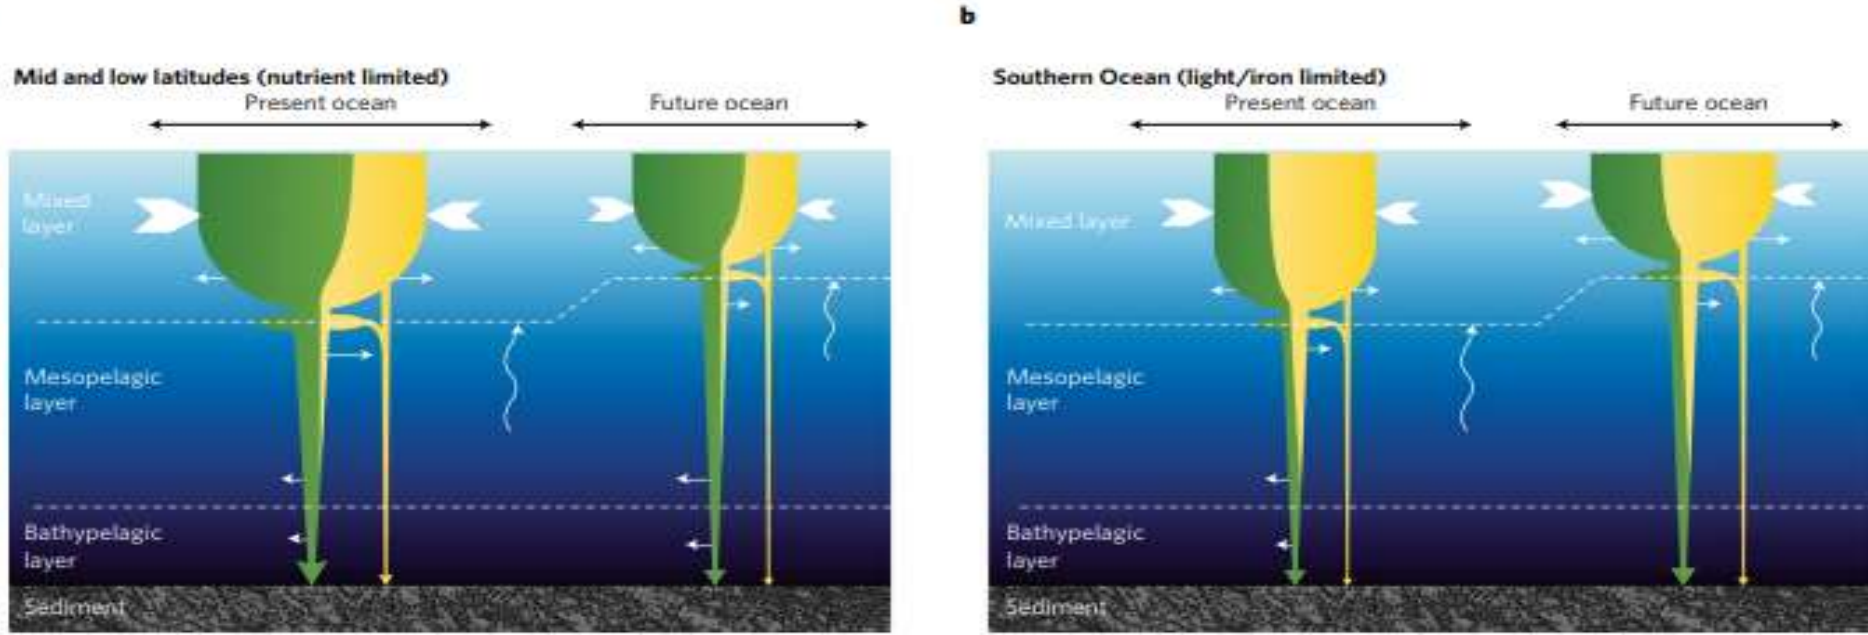 Mid and low latitudes (nutrient limited)
Present ocean
Future ocean
Mixed
layer
Mesopelagic
layer
Bathypelagic
layer
Sediment
b
Southern Ocean (light/iron limited)
Present ocean
Future ocean
Mixed layer
Mesopelagic
layer
Bathypelagic
layer
Sediment